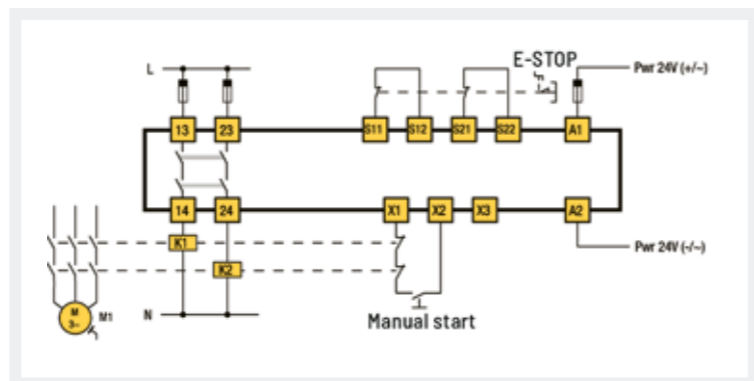 E-STOP
L
Pwr 24V (+/~)
13 23 S11 S12 S21 S22 A1
14 24 X1 X2 X3 A2
K1
Pwr 24V (-/~)
K2
M
3~
M1
N
Manual start